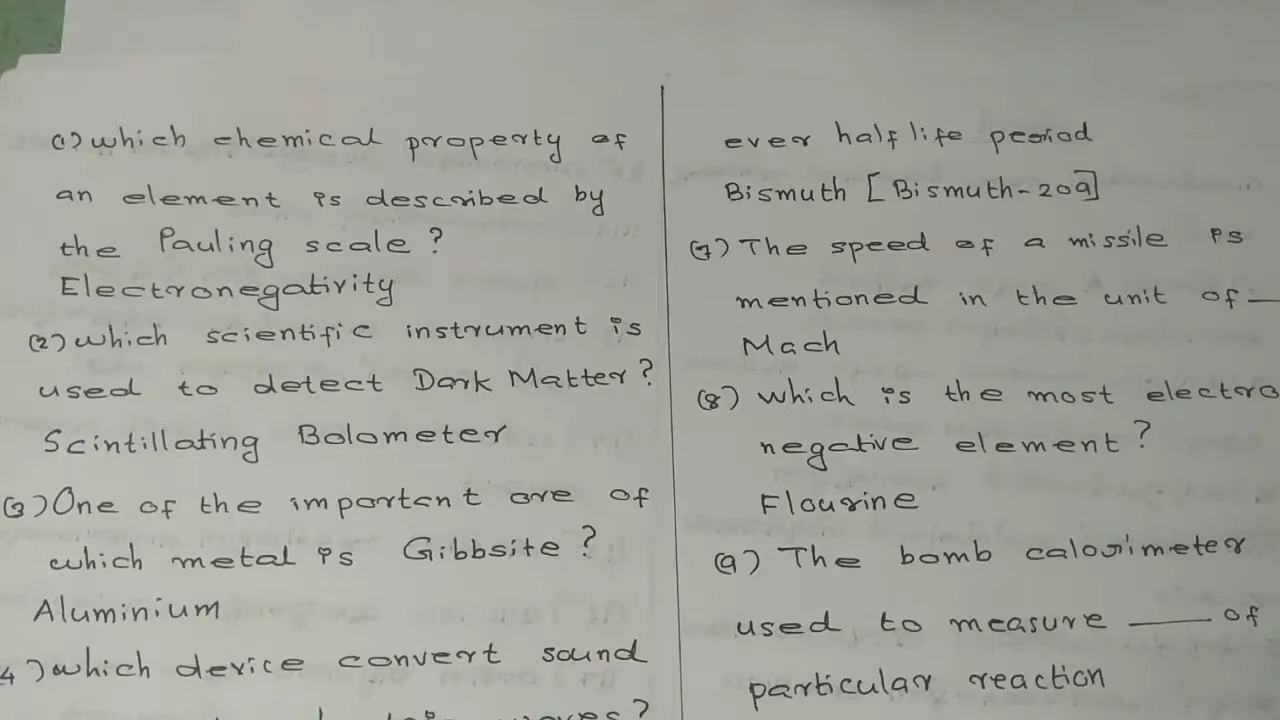 (1) which chemical property of
an element is described by
the Pauling scale?
Electronegativity
(2) which scientific instrument is
used to detect Dark Matter?
Scintillating Bolometer
(3) One of the important ore of
which metal is Gibbsite?
Aluminium
4) which device convert sound
ever half life period
Bismuth [Bismuth-209]
(7) The speed of a missile is
mentioned in the unit of —
Mach
(8) which is the most electro
negative element?
Flourine
(9) The bomb calorimeter
used to measure —— of
particular reaction